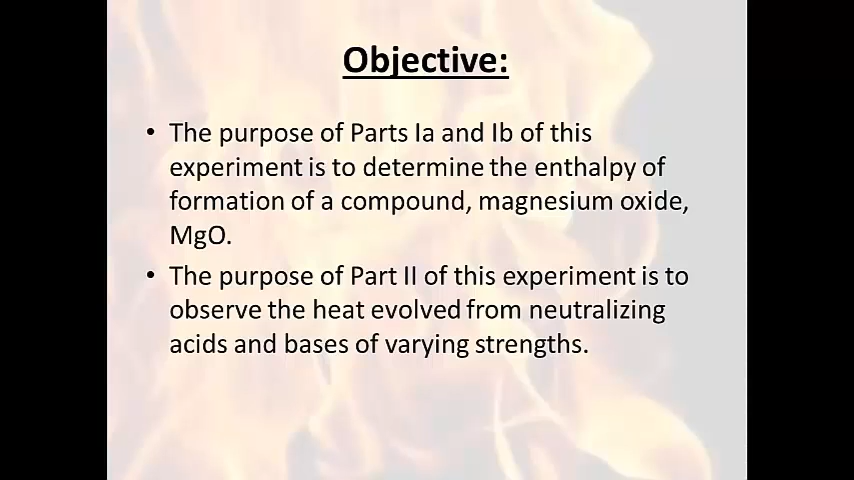 Objective:
• The purpose of Parts Ia and Ib of this
experiment is to determine the enthalpy of
formation of a compound, magnesium oxide,
MgO.
• The purpose of Part II of this experiment is to
observe the heat evolved from neutralizing
acids and bases of varying strengths.